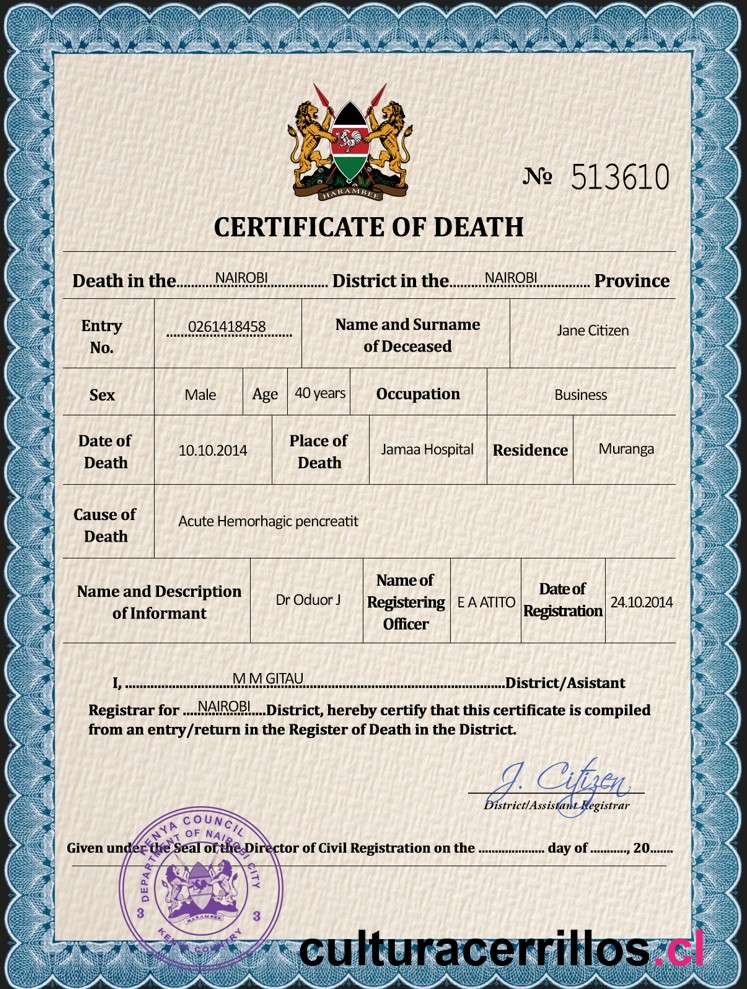 HARAMBEE
№ 513610
CERTIFICATE OF DEATH
Death in the NAIROBI District in the NAIROBI Province
Entry No. 0261418458 Name and Surname of Deceased Jane Citizen
Sex Male Age 40 years Occupation Business
Date of Death 10.10.2014 Place of Death Jamaa Hospital Residence Muranga
Cause of Death Acute Hemorhagic pencreatit
Name and Description of Informant Dr Oduor J Name of Registering Officer E A ATITO Date of Registration 24.10.2014
I, M M GITAU District/Asistant
Registrar for NAIROBI District, hereby certify that this certificate is compiled
from an entry/return in the Register of Death in the District.
J. Citizen
District/Assistant Registrar
Given under the Seal of the Director of Civil Registration on the .................... day of .........., 20.......
KENYA COUNCIL
DEPARTMENT OF NAIROBI CITY
3 HARAMBEE 3
culturacerrillos.cl